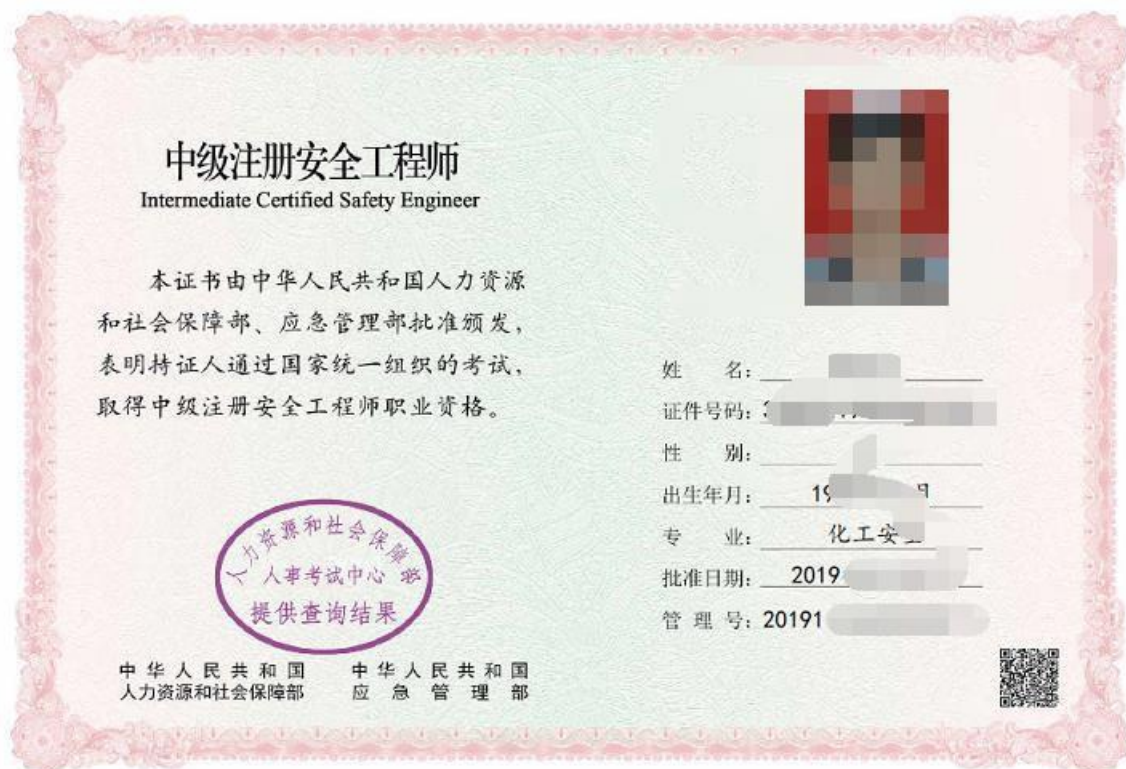 中级注册安全工程师
Intermediate Certified Safety Engineer
本证书由中华人民共和国人力资源
和社会保障部、应急管理部批准颁发，
表明持证人通过国家统一组织的考试，
取得中级注册安全工程师职业资格。
人力资源和社会保障部
人事考试中心
提供查询结果
中华人民共和国
人力资源和社会保障部
中华人民共和国
应急管理部
姓 名：
证件号码：3
性 别：
出生年月：19 月
专 业：化工安
批准日期：2019
管 理 号：20191